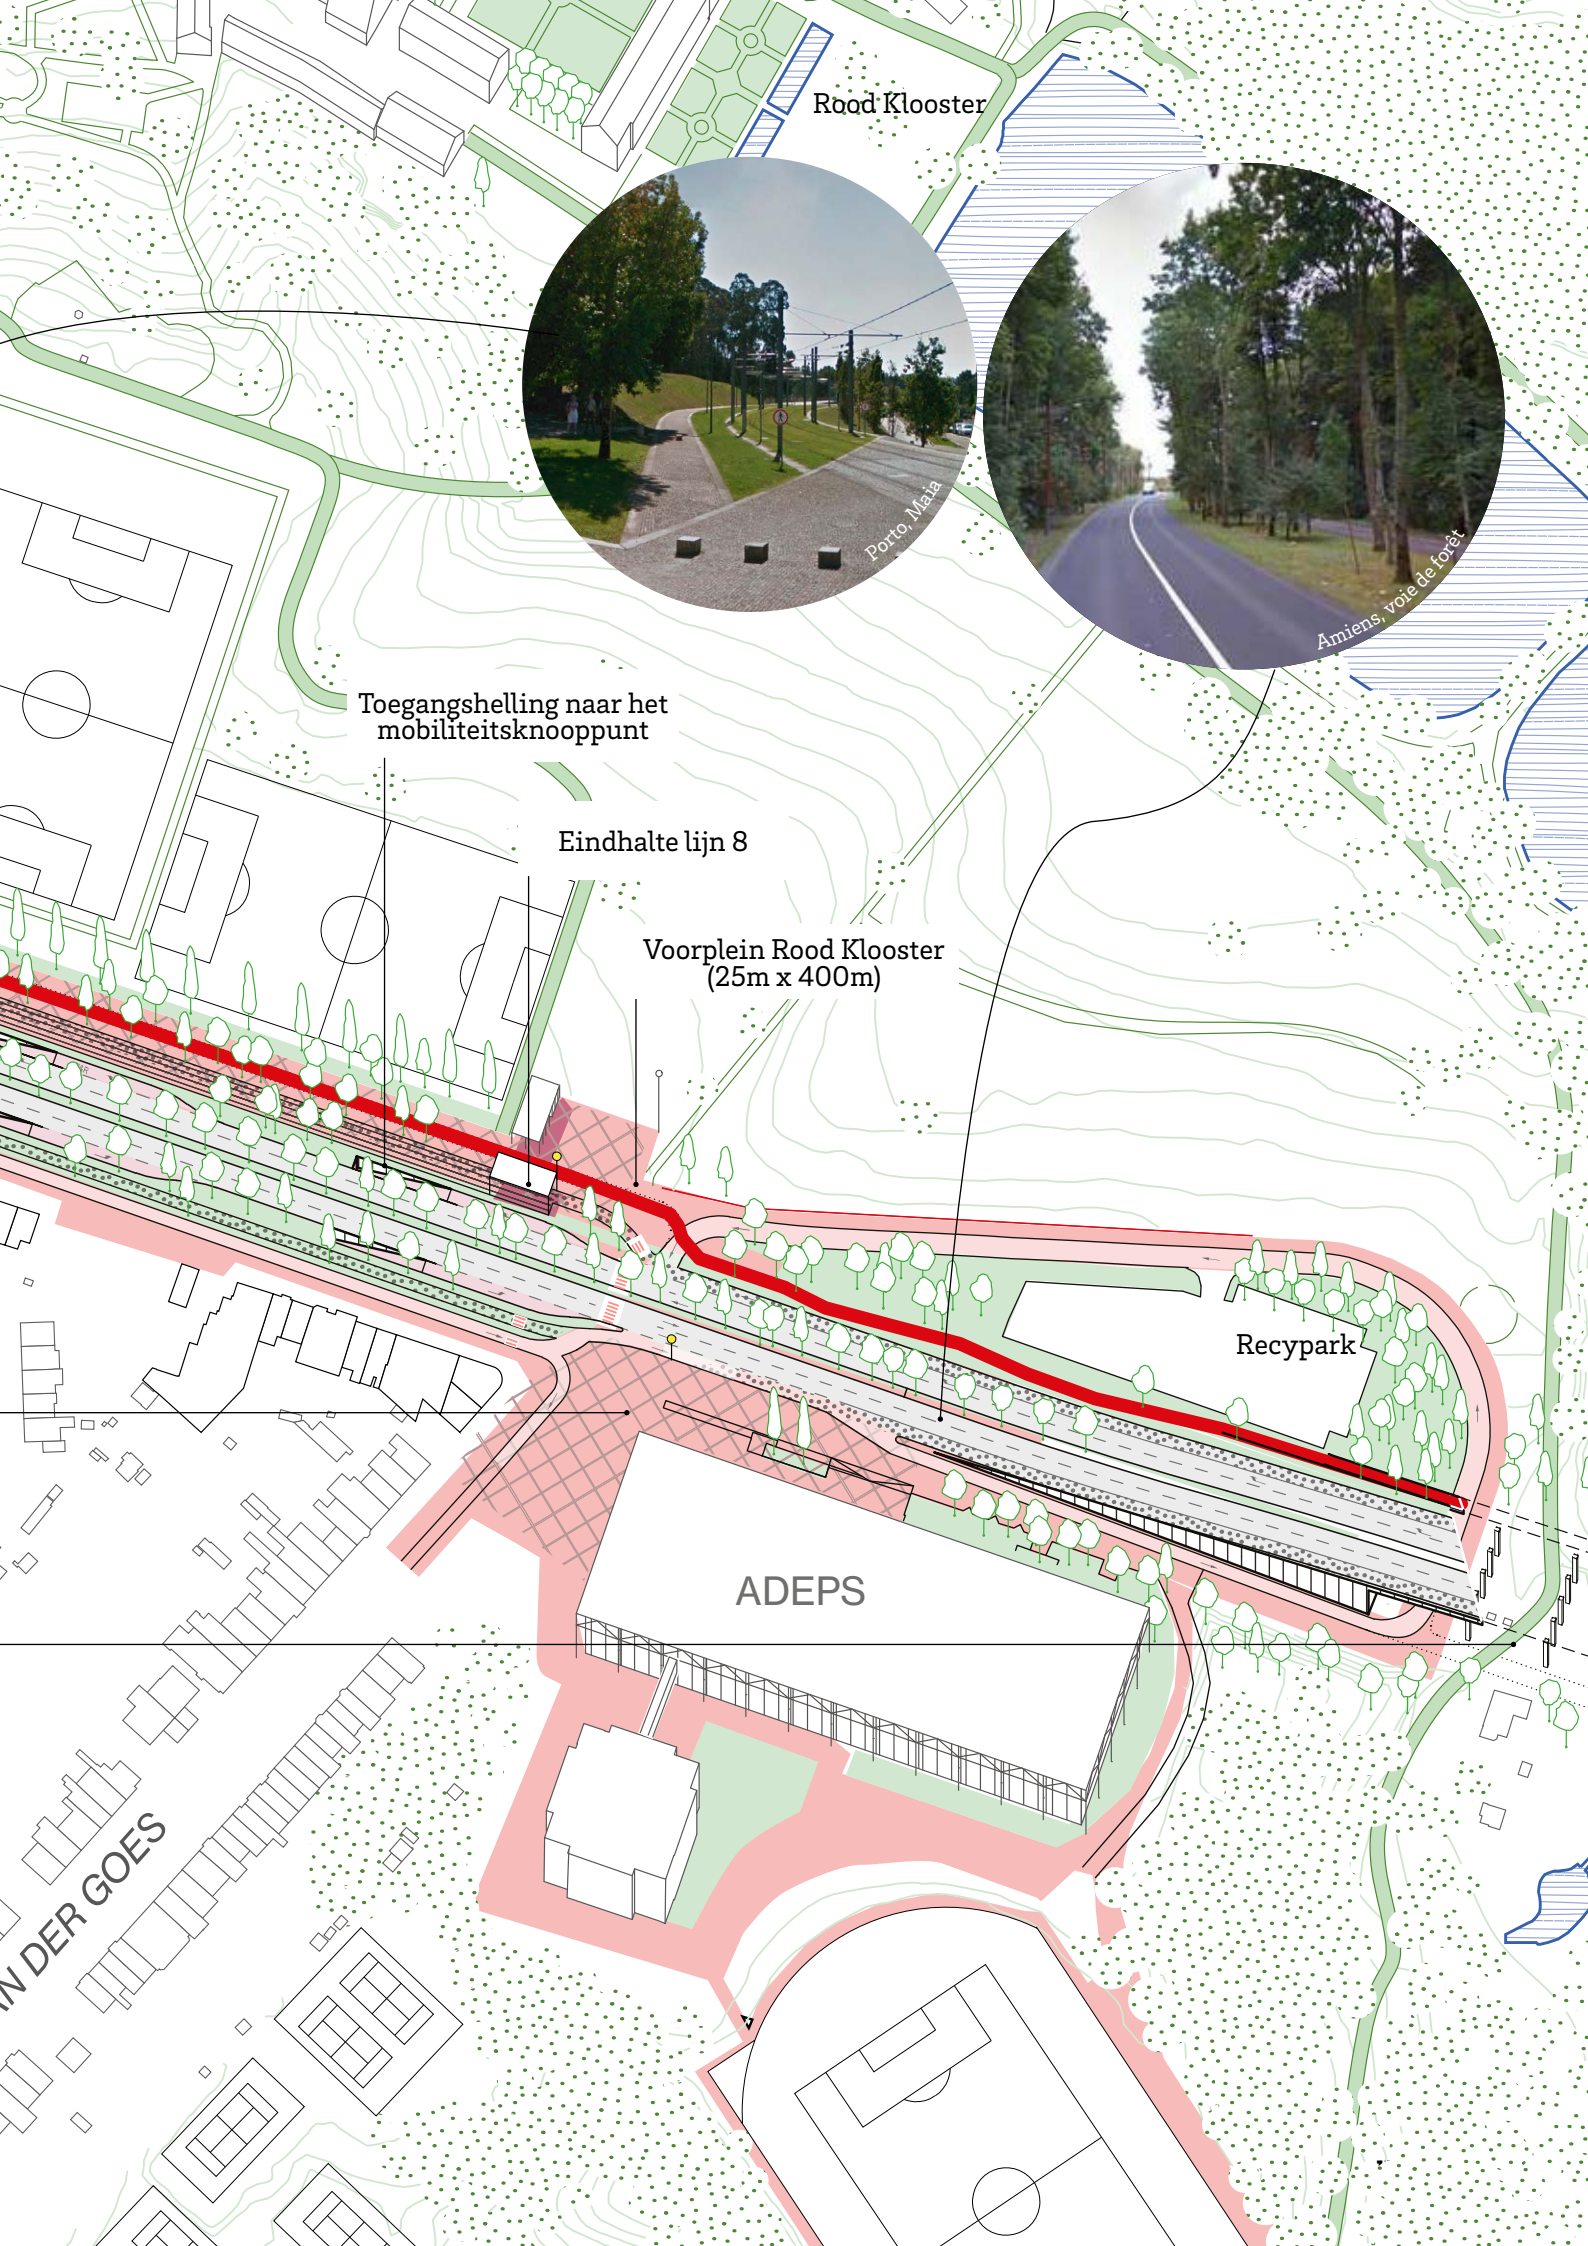 Rood Klooster
Porto, Maia
Amiens, voie de forêt
Toegangshelling naar het
mobiliteitsknooppunt
Eindhalte lijn 8
Voorplein Rood Klooster
(25m x 400m)
Recypark
ADEPS
DER GOES